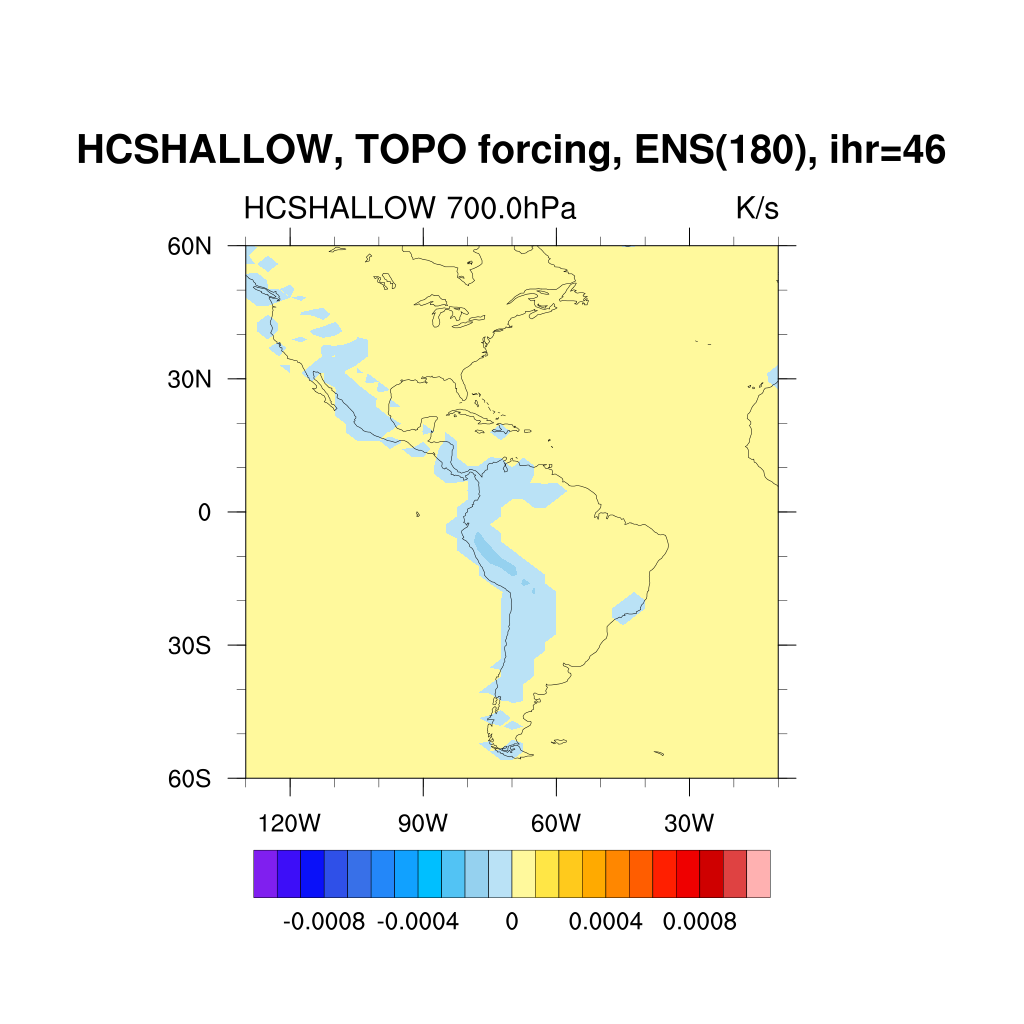 HCSHALLOW, TOPO forcing, ENS(180), ihr=46
HCSHALLOW 700.0hPa K/s
60N
30N
0
30S
60S
120W 90W 60W 30W
-0.0008 -0.0004 0 0.0004 0.0008